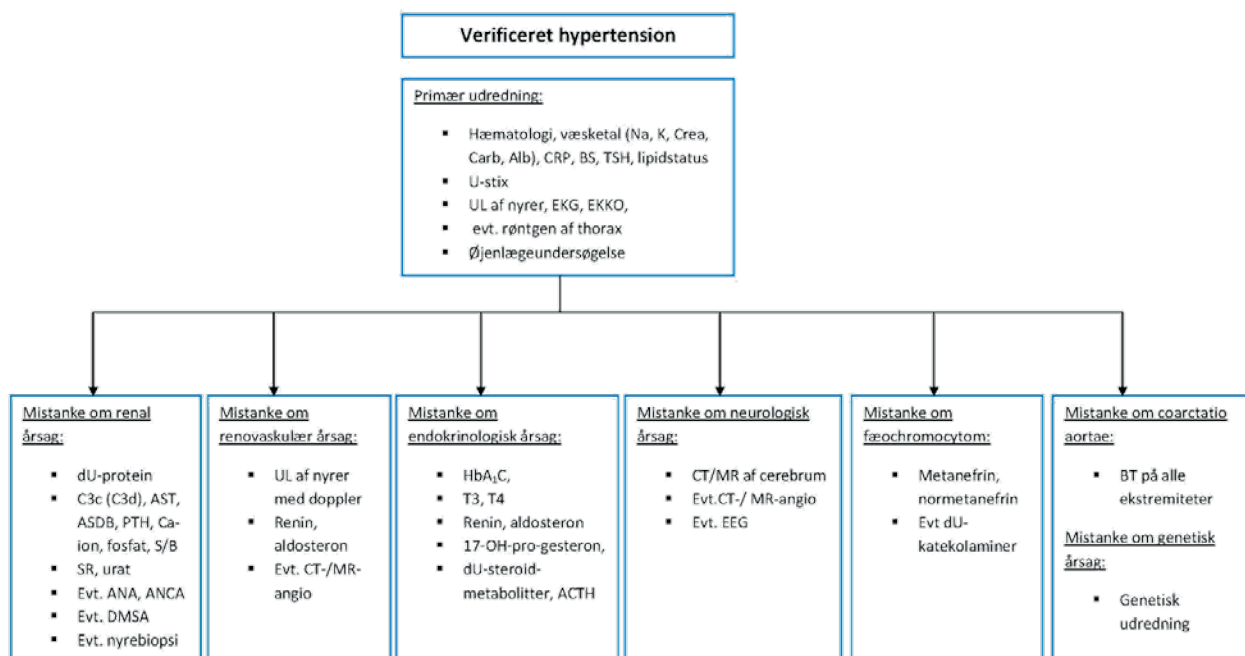 Verificeret hypertension
Primær udredning:
▪ Hæmatologi, væsketal (Na, K, Crea,
Carb, Alb), CRP, BS, TSH, lipidstatus
▪ U-stix
▪ UL af nyrer, EKG, EKKO,
▪ evt. røntgen af thorax
▪ Øjenlægeundersøgelse
Mistanke om renal
årsag:
▪ dU-protein
▪ C3c (C3d), AST,
ASDB, PTH, Ca-
ion, fosfat, S/B
▪ SR, urat
▪ Evt. ANA, ANCA
▪ Evt. DMSA
▪ Evt. nyrebiopsi
Mistanke om
renovaskulær årsag:
▪ UL af nyrer
med doppler
▪ Renin,
aldosteron
▪ Evt. CT-/MR-
angio
Mistanke om
endokrinologisk årsag:
▪ HbA₁C,
▪ T3, T4
▪ Renin, aldosteron
▪ 17-OH-pro-gesteron,
▪ dU-steroid-
metabolitter, ACTH
Mistanke om neurologisk
årsag:
▪ CT/MR af cerebrum
▪ Evt.CT-/ MR-angio
▪ Evt. EEG
Mistanke om
fæochromocytom:
▪ Metanefrin,
normetanefrin
▪ Evt dU-
katekolaminer
Mistanke om coarctatio
aortae:
▪ BT på alle
ekstremiteter
Mistanke om genetisk
årsag:
▪ Genetisk
udredning